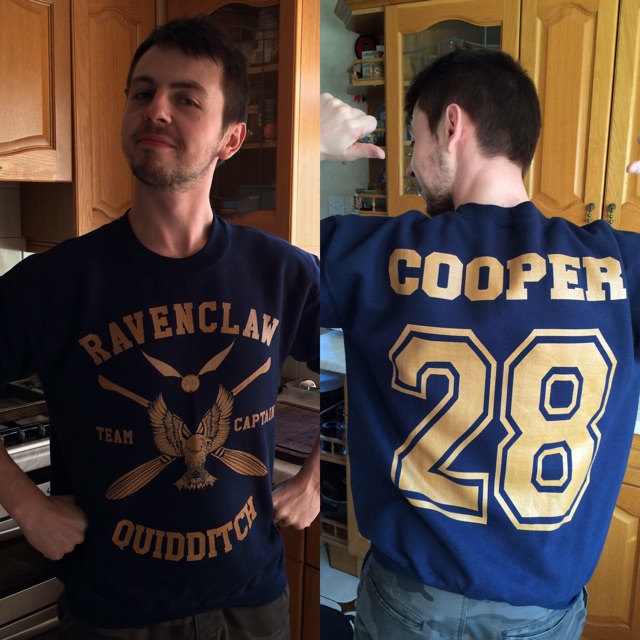 RAVENCLAW
TEAM CAPTAIN
QUIDDITCH
COOPER
28